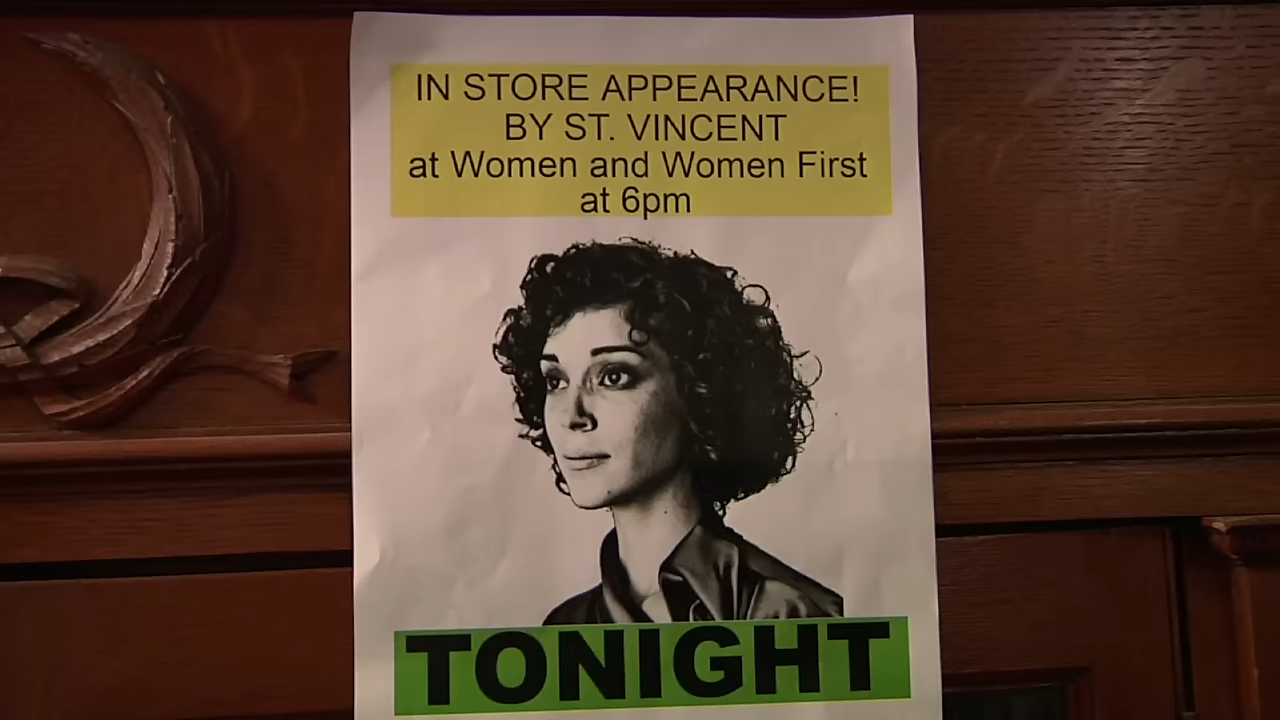 IN STORE APPEARANCE!
BY ST. VINCENT
at Women and Women First
at 6pm
TONIGHT